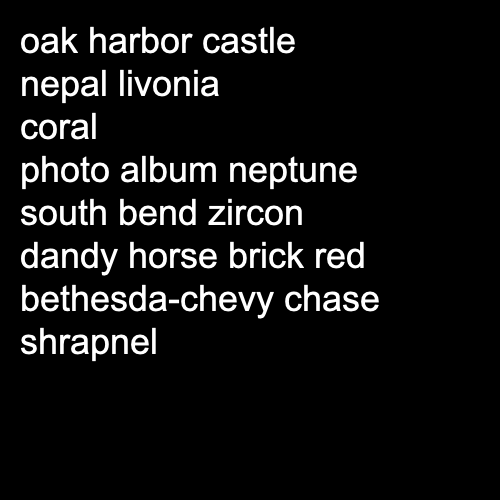 oak harbor castle
nepal livonia
coral
photo album neptune
south bend zircon
dandy horse brick red
bethesda-chevy chase
shrapnel